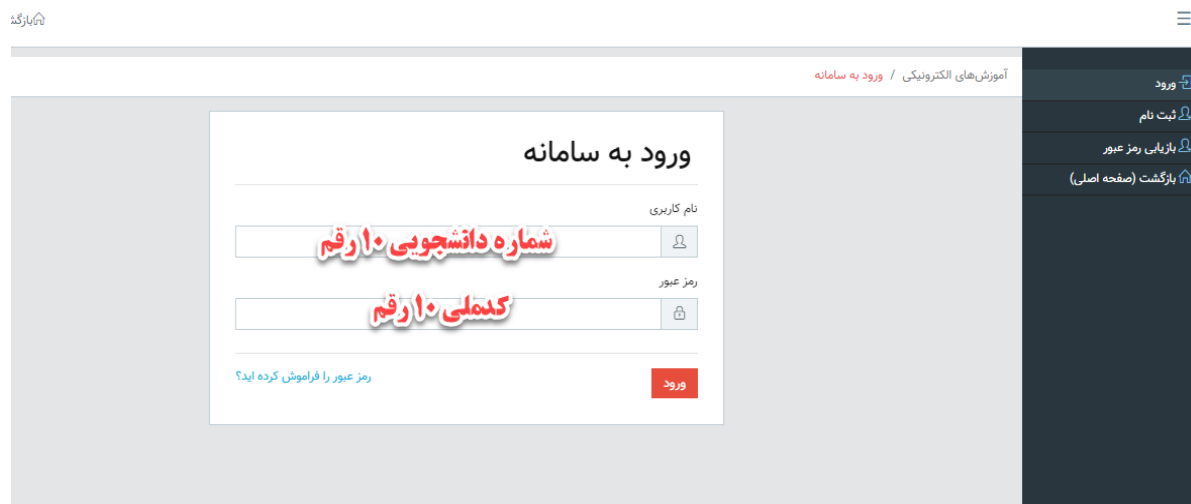 آموزش‌های الکترونیکی / ورود به سامانه
ورود
ثبت نام
بازیابی رمز عبور
بازگشت (صفحه اصلی)
ورود به سامانه
نام کاربری
شماره دانشجویی ۱۰ رقم
رمز عبور
کدملی ۱۰ رقم
ورود
رمز عبور را فراموش کرده اید؟